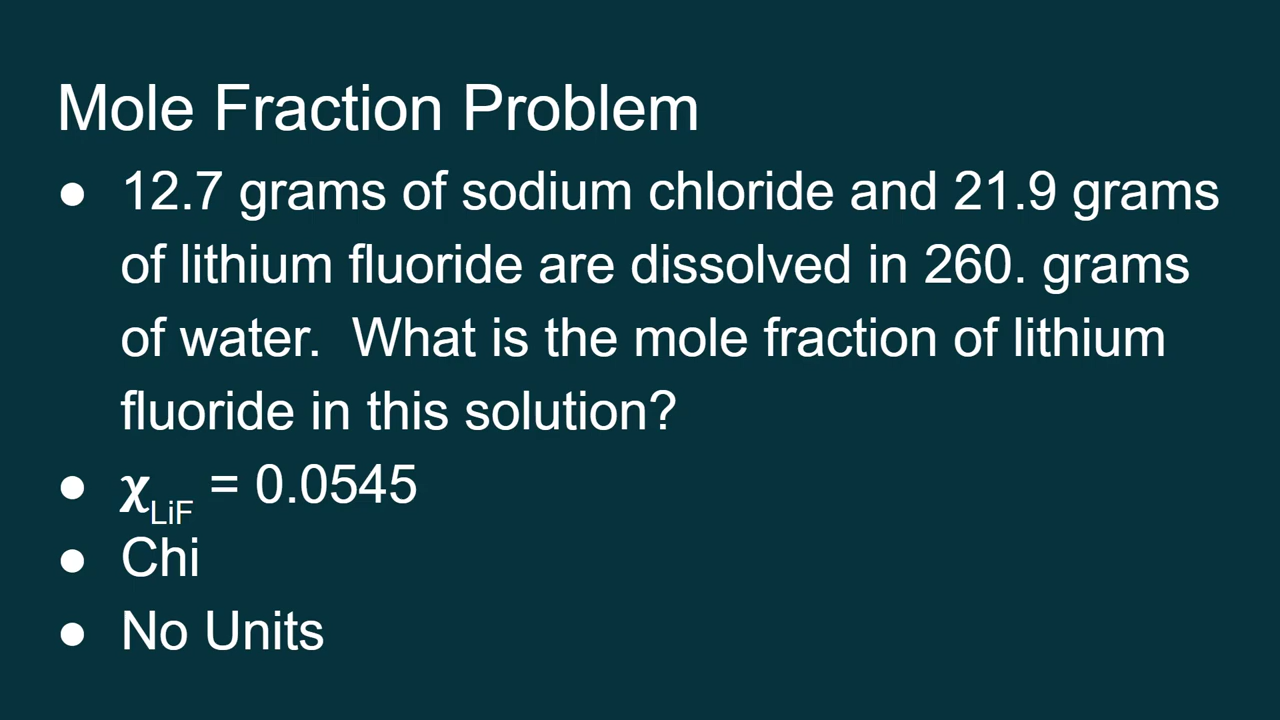 Mole Fraction Problem
● 12.7 grams of sodium chloride and 21.9 grams
of lithium fluoride are dissolved in 260. grams
of water.  What is the mole fraction of lithium
fluoride in this solution?
● χLiF = 0.0545
● Chi
● No Units